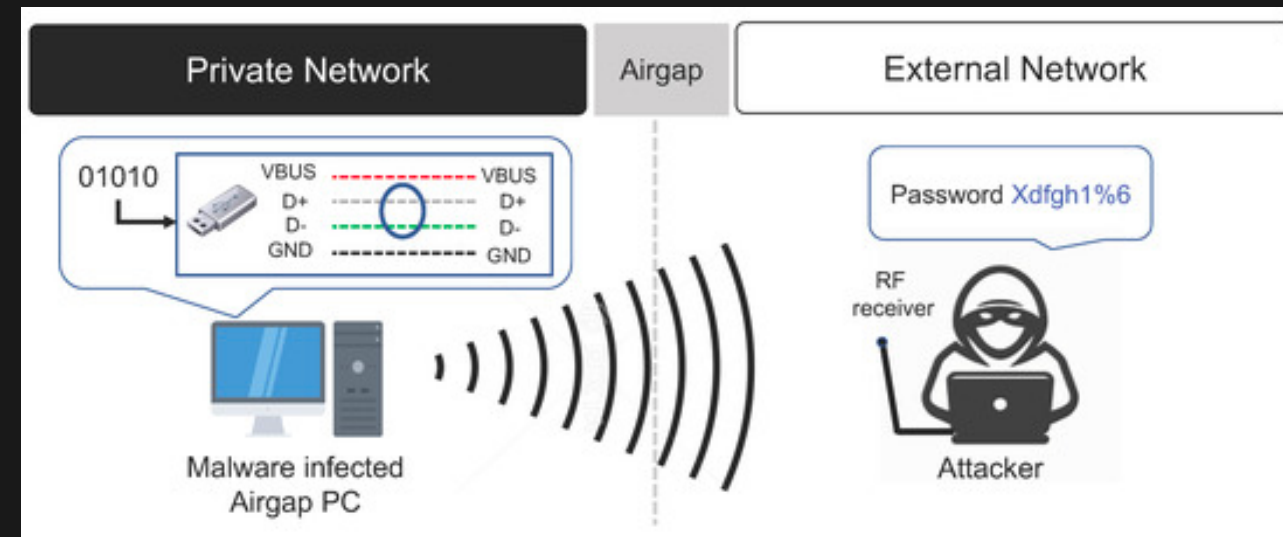 Private Network
Airgap
External Network
01010
VBUS
VBUS
D+
D+
D-
D-
GND
GND
Password Xdfgh1%6
RF
receiver
Malware infected
Airgap PC
Attacker